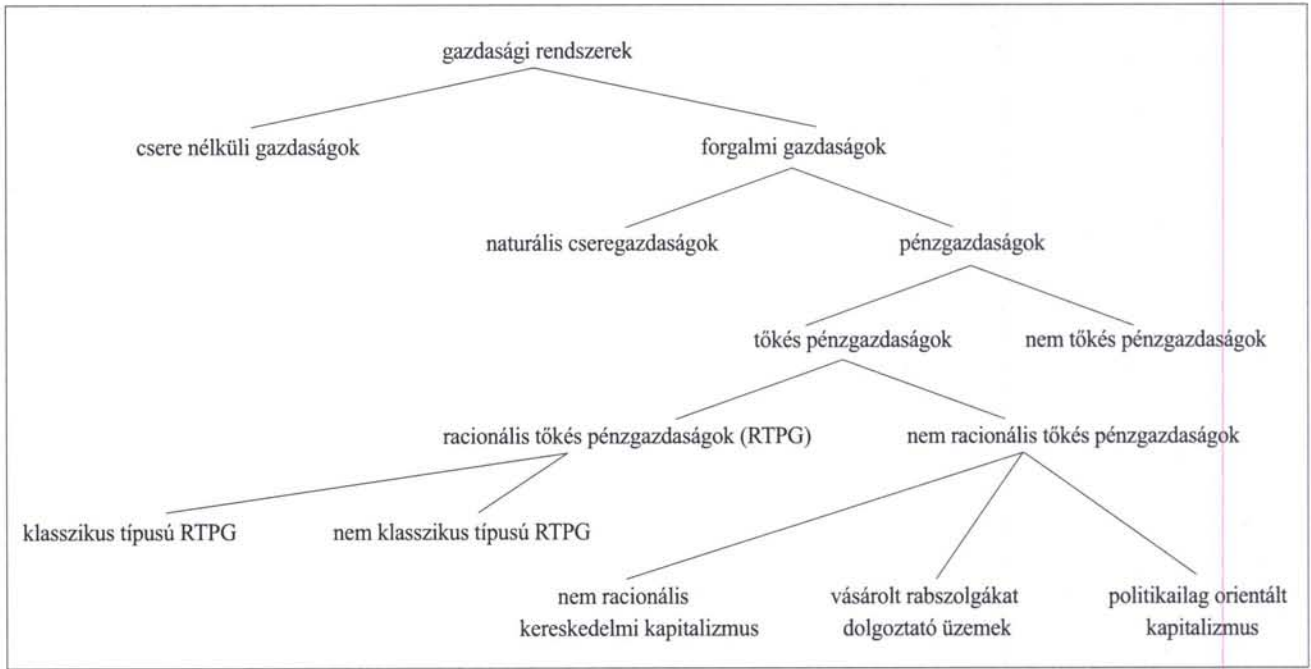 gazdasági rendszerek
csere nélküli gazdaságok
forgalmi gazdaságok
naturális cseregazdaságok
pénzgazdaságok
tőkés pénzgazdaságok
nem tőkés pénzgazdaságok
racionális tőkés pénzgazdaságok (RTPG)
nem racionális tőkés pénzgazdaságok
klasszikus típusú RTPG
nem klasszikus típusú RTPG
nem racionális
kereskedelmi kapitalizmus
vásárolt rabszolgákat
dolgoztató üzemek
politikailag orientált
kapitalizmus